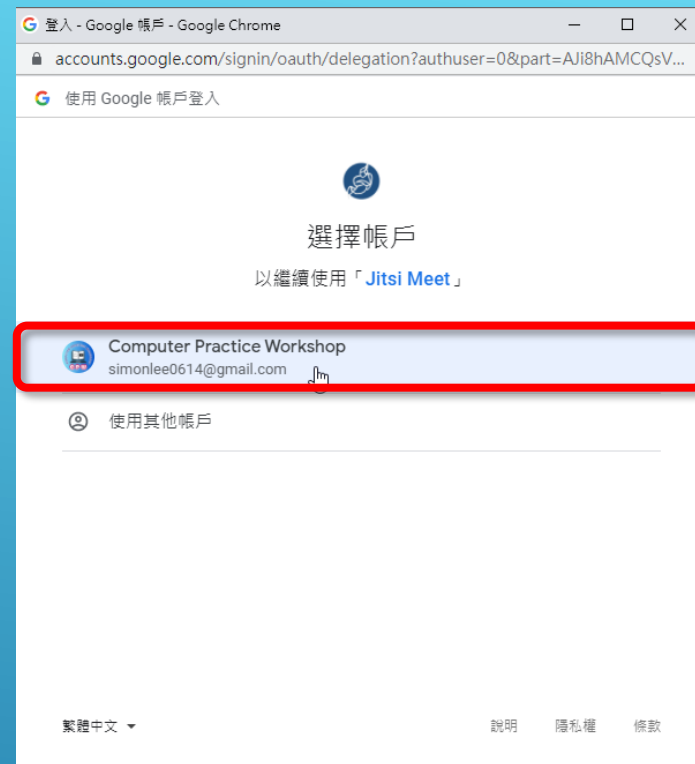 登入 - Google 帳戶 - Google Chrome
accounts.google.com/signin/oauth/delegation?authuser=0&part=AJi8hAMCQsV...
使用 Google 帳戶登入
選擇帳戶
以繼續使用「Jitsi Meet」
Computer Practice Workshop
simonlee0614@gmail.com
使用其他帳戶
繁體中文 說明 隱私權 條款